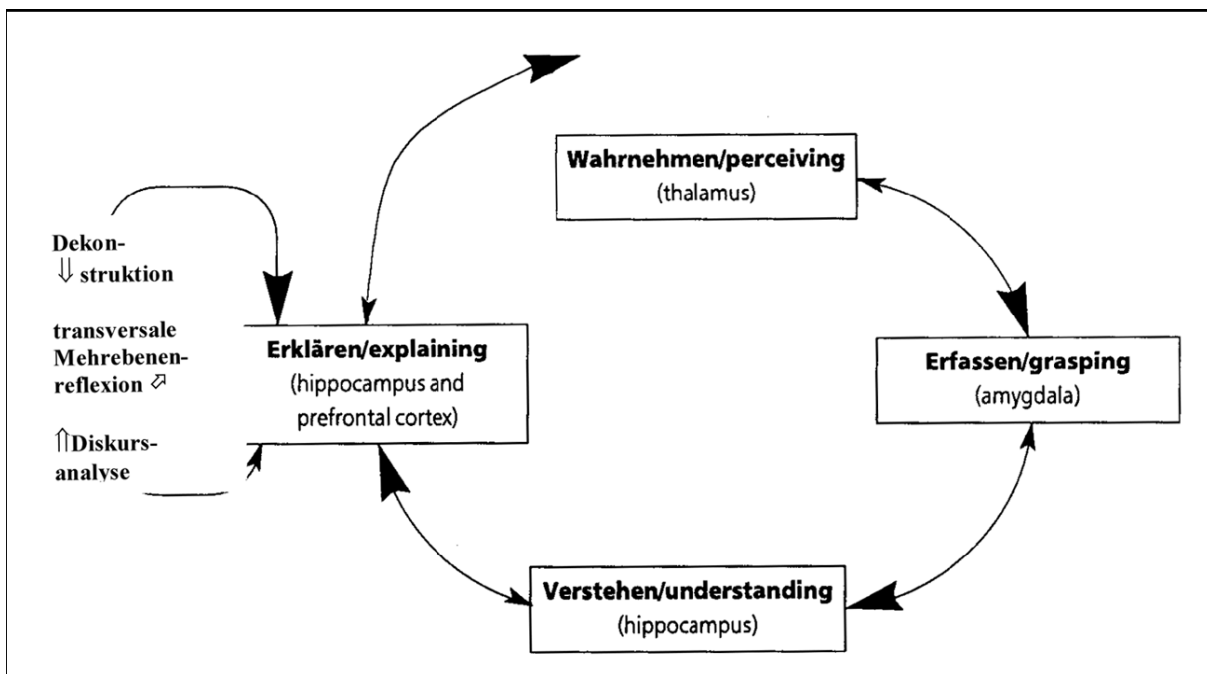 Wahrnehmen/perceiving
(thalamus)
Dekon-
⇓ struktion
transversale
Mehrebenen-
reflexion ⬀
⇑Diskurs-
analyse
Erklären/explaining
(hippocampus and
prefrontal cortex)
Erfassen/grasping
(amygdala)
Verstehen/understanding
(hippocampus)